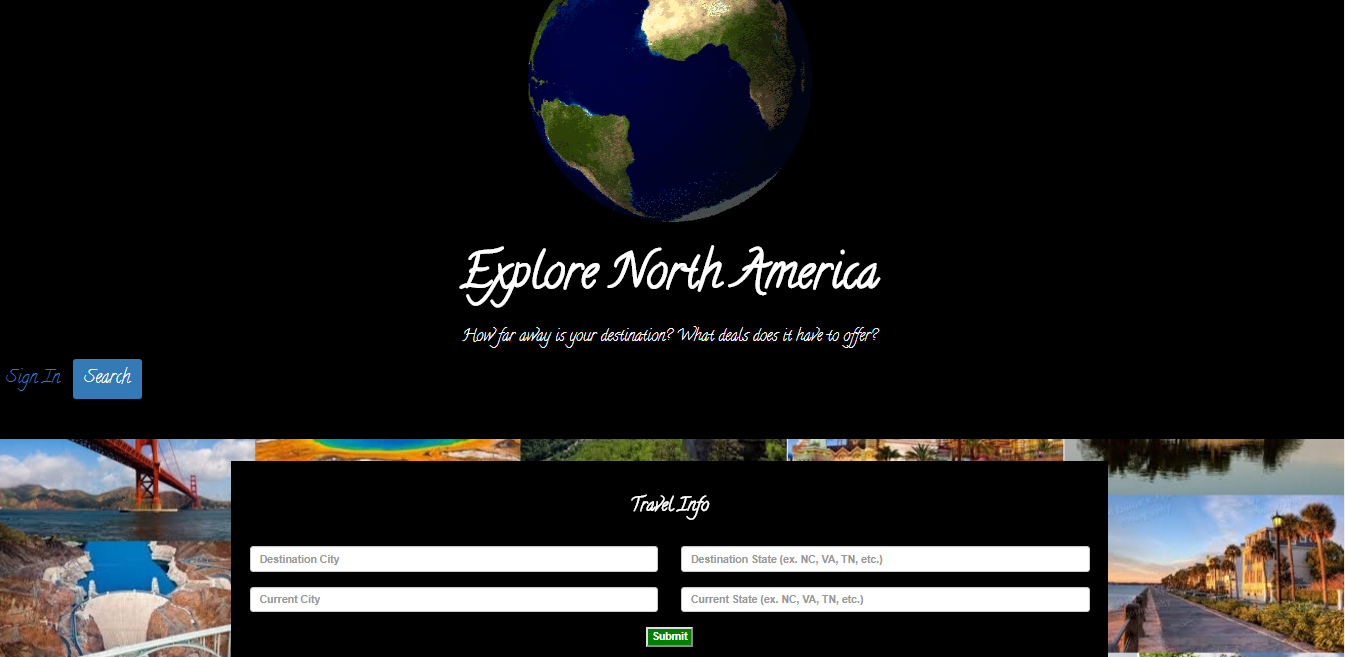 Explore North America
How far away is your destination? What deals does it have to offer?
Sign In Search
Travel Info
Destination City Destination State (ex. NC, VA, TN, etc.)
Current City Current State (ex. NC, VA, TN, etc.)
Submit